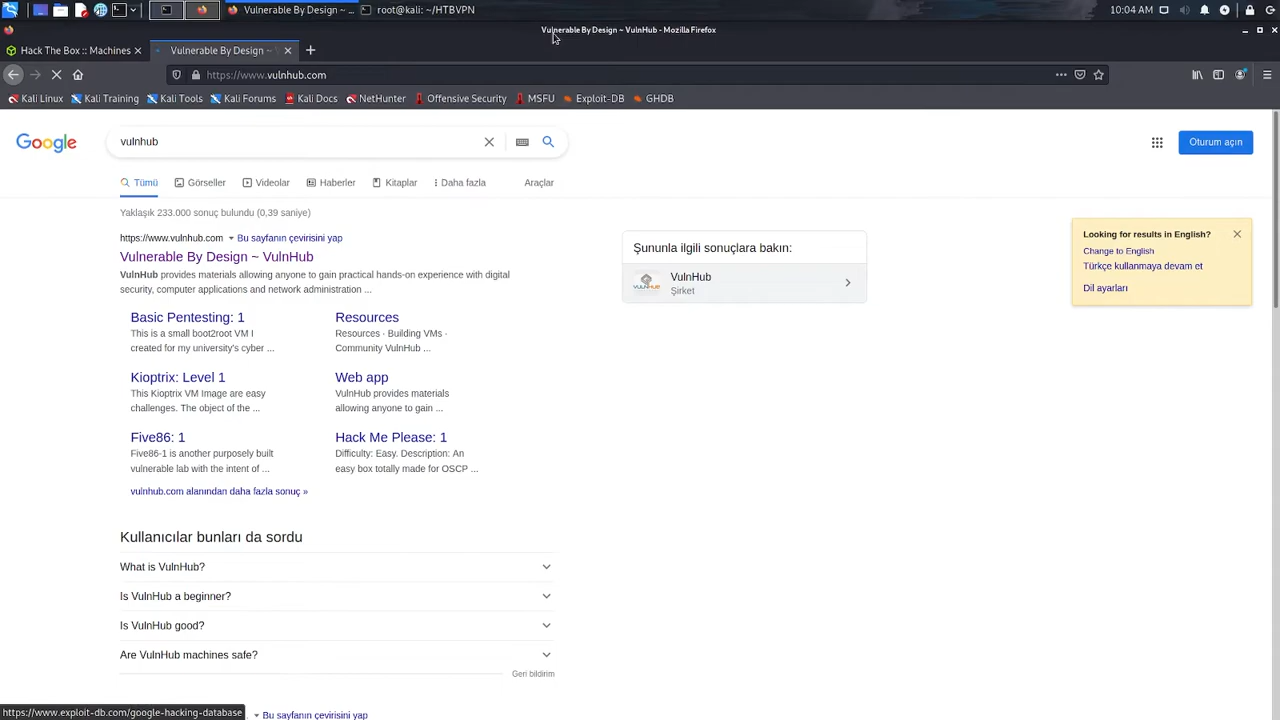 Vulnerable By Design ~ ...
root@kali: ~/HTBVPN
10:04 AM
Vulnerable By Design ~ VulnHub - Mozilla Firefox
Hack The Box :: Machines
Vulnerable By Design ~
https://www.vulnhub.com
Kali Linux
Kali Training
Kali Tools
Kali Forums
Kali Docs
NetHunter
Offensive Security
MSFU
Exploit-DB
GHDB
Google
vulnhub
Oturum açın
Tümü
Görseller
Videolar
Haberler
Kitaplar
Daha fazla
Araçlar
Yaklaşık 233.000 sonuç bulundu (0,39 saniye)
https://www.vulnhub.com
Bu sayfanın çevirisini yap
Vulnerable By Design ~ VulnHub
VulnHub provides materials allowing anyone to gain practical hands-on experience with digital
security, computer applications and network administration ...
Basic Pentesting: 1
This is a small boot2root VM I
created for my university's cyber ...
Resources
Resources · Building VMs ·
Community VulnHub ...
Kioptrix: Level 1
This Kioptrix VM Image are easy
challenges. The object of the ...
Web app
VulnHub provides materials
allowing anyone to gain ...
Five86: 1
Five86-1 is another purposely built
vulnerable lab with the intent of ...
Hack Me Please: 1
Difficulty: Easy. Description: An
easy box totally made for OSCP ...
vulnhub.com alanından daha fazla sonuç »
Şununla ilgili sonuçlara bakın:
VULNHUB
VulnHub
Şirket
Looking for results in English?
Change to English
Türkçe kullanmaya devam et
Dil ayarları
Kullanıcılar bunları da sordu
What is VulnHub?
Is VulnHub a beginner?
Is VulnHub good?
Are VulnHub machines safe?
Geri bildirim
https://www.exploit-db.com/google-hacking-database
Bu sayfanın çevirisini yap